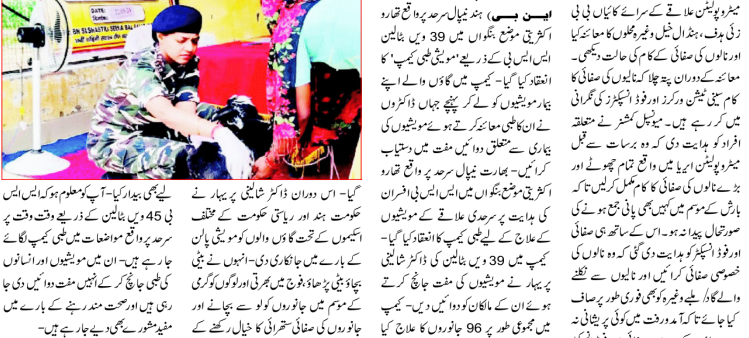 میٹروپولیٹن علاقے کے سرائے کائیاں بی بی
زئی ہدف، ہنڈال خیل وغیرہ محلوں کا معائنہ کیا
اور نالوں کی صفائی کے کام کی حالت دیکھی۔
معائنہ کے دوران پتہ چلا کہ نالیوں کی صفائی کا
کام سینی ٹیشن ورکرز اور فوڈ انسپکٹرز کی نگرانی
میں کر رہے ہیں۔ میونسپل کمشنر نے متعلقہ
افراد کو ہدایت دی کہ وہ برسات سے قبل
میٹروپولیٹن ایریا میں واقع تمام چھوٹے اور
بڑے نالوں کی صفائی کا کام مکمل کرلیں تاکہ
بارش کے موسم میں کہیں بھی پانی جمع ہونے کی
صورتحال پیدا نہ ہو۔ اس کے ساتھ ہی صفائی
اور فوڈ انسپکٹر کو ہدایت دی گئی کہ وہ نالوں کی
خصوصی صفائی کرائیں اور نالیوں سے نکلنے
والے گاد/ ملبے وغیرہ کو بھی فوری طور پر صاف
کیا جائے تاکہ آمدورفت میں کوئی پریشانی نہ
این بی) ہند نیپال سرحد پر واقع تھارو
اکثریتی موضع بنگواں میں 39 ویں بٹالین
ایس ایس بی کے ذریعے 'مویشی طبی کیمپ' کا
انعقاد کیا گیا۔ کیمپ میں گاؤں والے اپنے
بیمار مویشیوں کو لے کر پہنچے جہاں ڈاکٹروں
نے ان کا طبی معائنہ کرتے ہوئے مویشیوں کی
بیماری سے متعلق دوائیں مفت میں دستیاب
کرائیں۔ بھارت نیپال سرحد پر واقع تھارو
اکثریتی موضع بنگواں میں ایس ایس بی افسران
کی ہدایت پر سرحدی علاقے کے مویشیوں
کے علاج کے لیے طبی کیمپ کا انعقاد کیا گیا۔
کیمپ میں 39 ویں بٹالین کی ڈاکٹر شالینی
پریہار نے مویشیوں کی مفت جانچ کرتے
ہوئے ان کے مالکان کو دوائیں دیں۔ کیمپ
میں مجموعی طور پر 96 جانوروں کا علاج کیا
BN SESHASTRA SEEMA BAL
گیا۔ اس دوران ڈاکٹر شالینی پریہار نے
حکومت ہند اور ریاستی حکومت کے مختلف
اسکیموں کے تحت گاؤں والوں کو مویشی پالن
کے بارے میں جانکاری دی۔ انہوں نے بیٹی
بچاؤ بیٹی پڑھاؤ، فوج میں بھرتی اور لوگوں کو گرمی
کے موسم میں جانوروں کو لو سے بچانے اور
جانوروں کی صفائی ستھرائی کا خیال رکھنے کے
لیے بھی بیدار کیا۔ آپ کو معلوم ہو کہ ایس ایس
بی 45 ویں بٹالین کے ذریعے وقت وقت پر
سرحد پر واقع مواضعات میں طبی کیمپ لگائے
جا رہے ہیں۔ ان میں مویشیوں اور انسانوں
کی طبی جانچ کر کے انہیں مفت دوائیں دی جا
رہی ہیں اور صحت مند رہنے کے بارے میں
مفید مشورے بھی دیے جا رہے ہیں۔